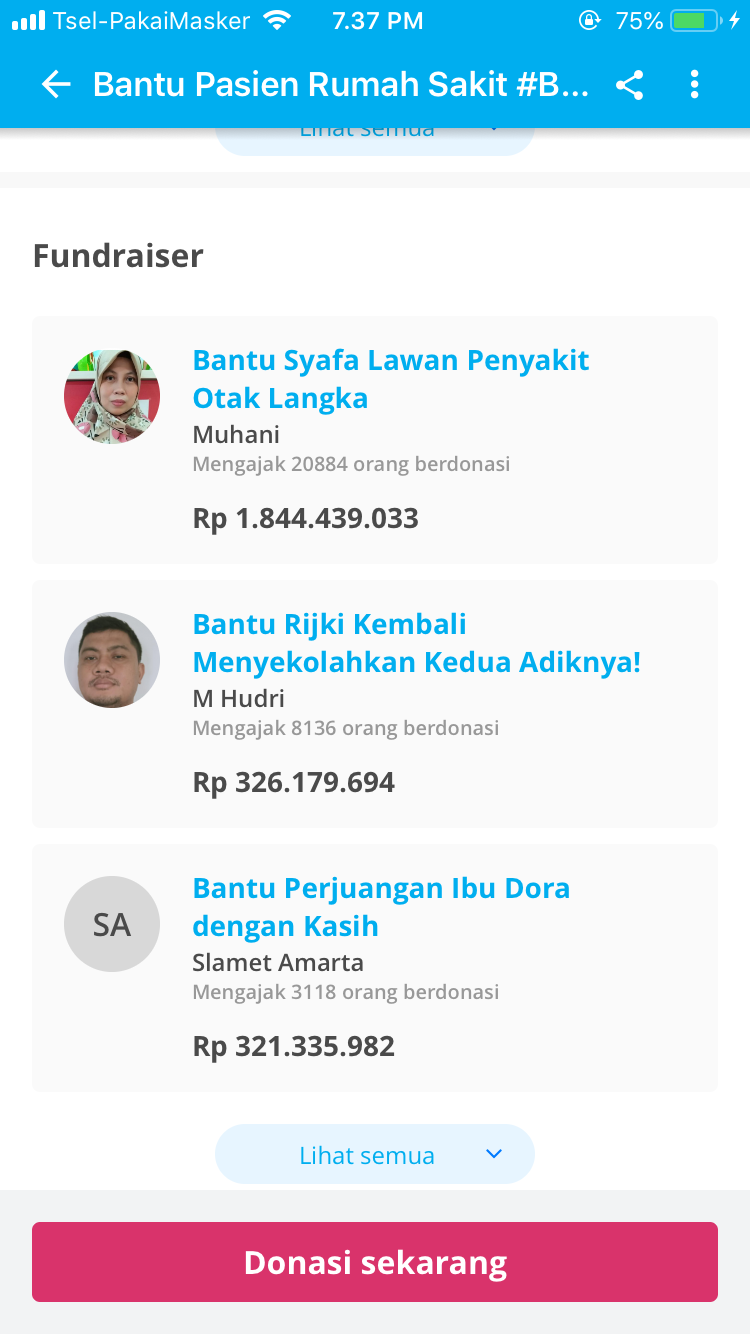 Tsel-PakaiMasker 7.37 PM 75%
Bantu Pasien Rumah Sakit #B...
Lihat semua
Fundraiser
Bantu Syafa Lawan Penyakit
Otak Langka
Muhani
Mengajak 20884 orang berdonasi
Rp 1.844.439.033
Bantu Rijki Kembali
Menyekolahkan Kedua Adiknya!
M Hudri
Mengajak 8136 orang berdonasi
Rp 326.179.694
SA
Bantu Perjuangan Ibu Dora
dengan Kasih
Slamet Amarta
Mengajak 3118 orang berdonasi
Rp 321.335.982
Lihat semua
Donasi sekarang